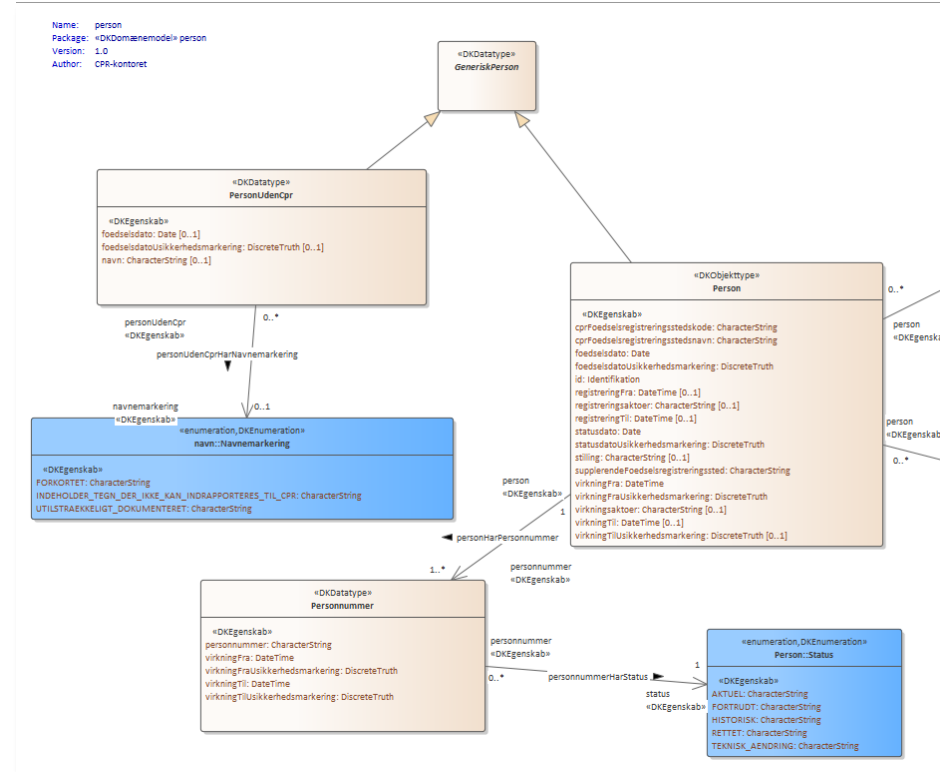 Name: person
Package: «DKDomænemodel» person
Version: 1.0
Author: CPR-kontoret
«DKDatatype»
GeneriskPerson
«DKDatatype»
PersonUdenCpr
«DKEgenskab»
foedselsdato: Date [0..1]
foedselsdatoUsikkerhedsmarkering: DiscreteTruth [0..1]
navn: CharacterString [0..1]
personUdenCpr
«DKEgenskab»
0..*
personUdenCprHarNavnemarkering
navnemarkering
«DKEgenskab»
0..1
«enumeration,DKEnumeration»
navn::Navnemarkering
«DKEgenskab»
FORKORTET: CharacterString
INDEHOLDER_TEGN_DER_IKKE_KAN_INDRAPPORTERES_TIL_CPR: CharacterString
UTILSTRAEKKELIGT_DOKUMENTERET: CharacterString
«DKObjekttype»
Person
«DKEgenskab»
cprFoedselsregistreringsstedskode: CharacterString
cprFoedselsregistreringsstedsnavn: CharacterString
foedselsdato: Date
foedselsdatoUsikkerhedsmarkering: DiscreteTruth
id: Identifikation
registreringFra: DateTime [0..1]
registreringsaktoer: CharacterString [0..1]
registreringTil: DateTime [0..1]
statusdato: Date
statusdatoUsikkerhedsmarkering: DiscreteTruth
stilling: CharacterString [0..1]
supplerendeFoedselsregistreringssted: CharacterString
virkningFra: DateTime
virkningFraUsikkerhedsmarkering: DiscreteTruth
virkningsaktoer: CharacterString [0..1]
virkningTil: DateTime [0..1]
virkningTilUsikkerhedsmarkering: DiscreteTruth [0..1]
0..*
person
«DKEgenska
person
«DKEgenskab
0..*
person
«DKEgenskab»
1
personHarPersonnummer
1..*
personnummer
«DKEgenskab»
«DKDatatype»
Personnummer
«DKEgenskab»
personnummer: CharacterString
virkningFra: DateTime
virkningFraUsikkerhedsmarkering: DiscreteTruth
virkningTil: DateTime
virkningTilUsikkerhedsmarkering: DiscreteTruth
personnummer
«DKEgenskab»
0..*
personnummerHarStatus
1
status
«DKEgenskab»
«enumeration,DKEnumeration»
Person::Status
«DKEgenskab»
AKTUEL: CharacterString
FORTRUDT: CharacterString
HISTORISK: CharacterString
RETTET: CharacterString
TEKNISK_AENDRING: CharacterString